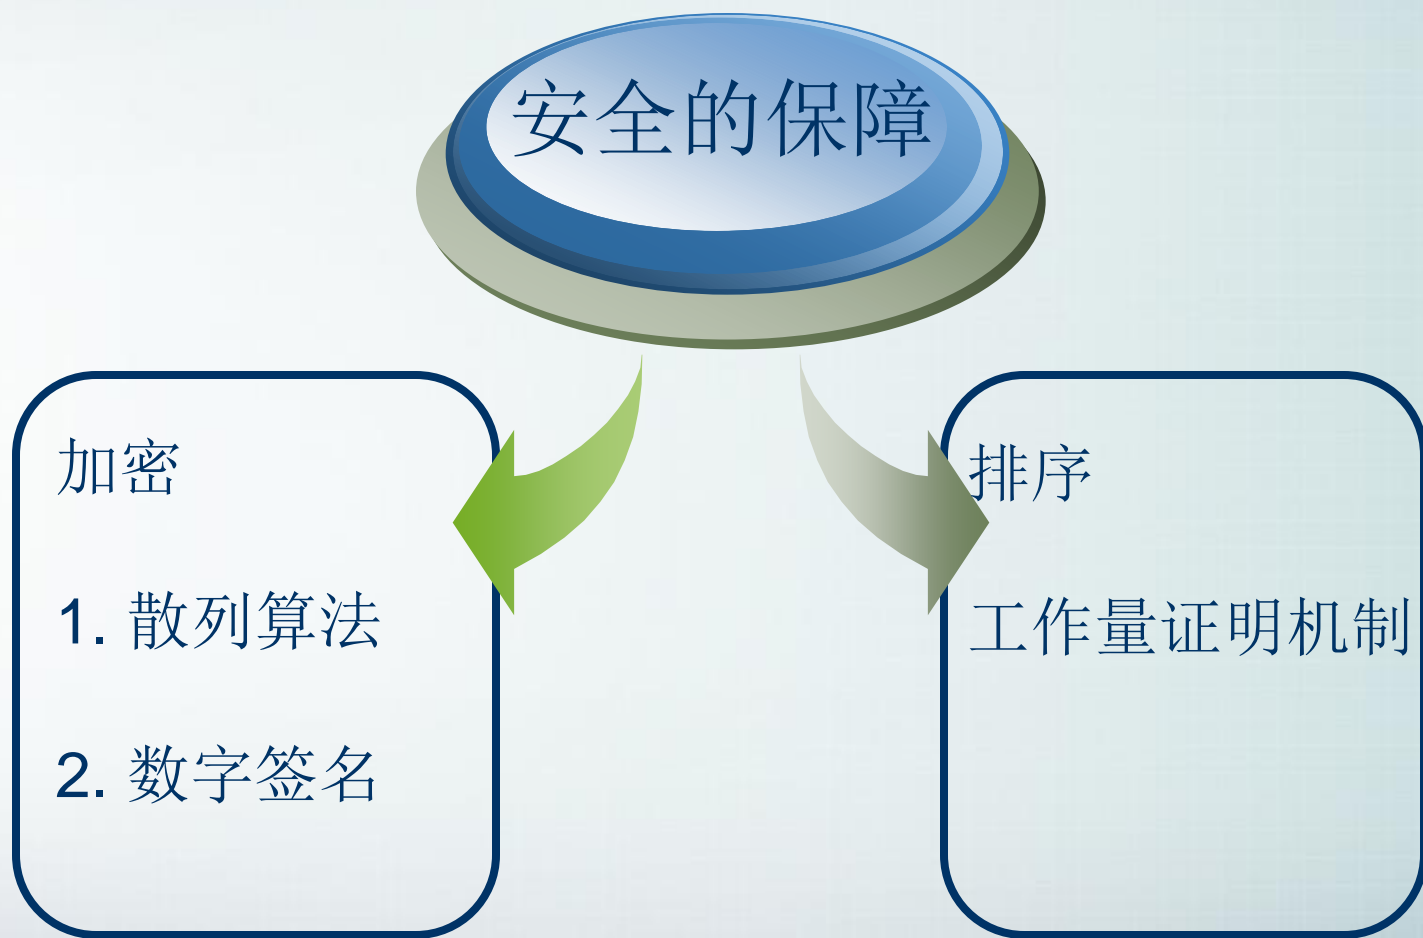 安全的保障
加密
1. 散列算法
2. 数字签名
排序
工作量证明机制